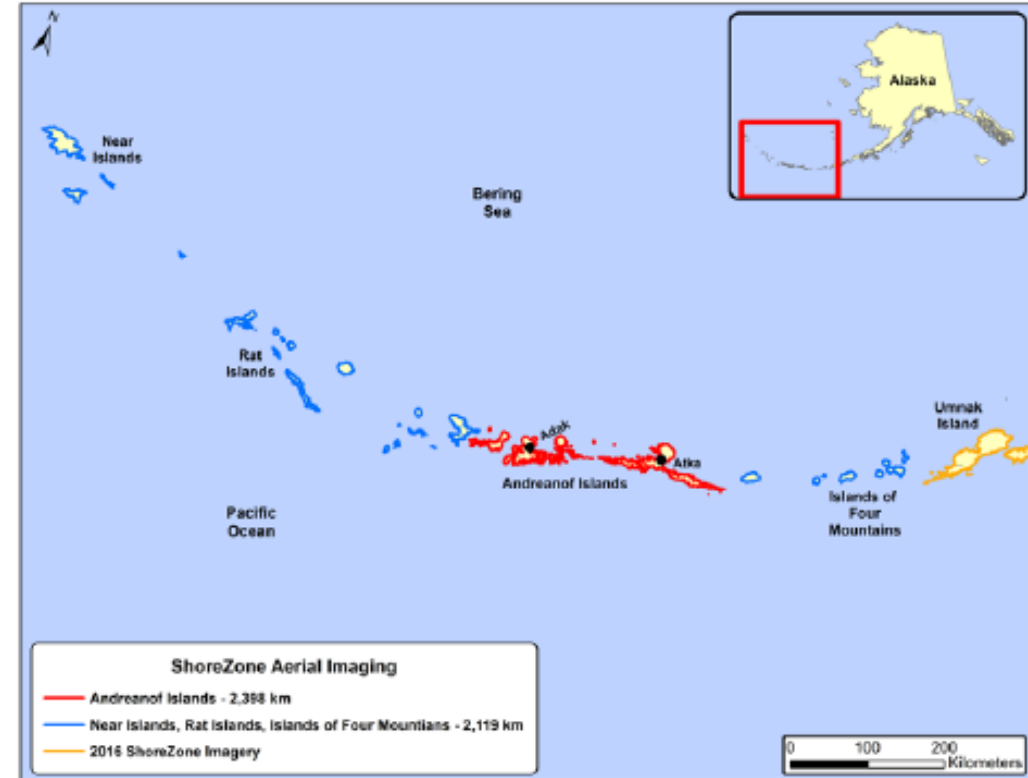 N
Alaska
Near
Islands
Bering
Sea
Rat
Islands
Umnak
Island
Adak
Atka
Andreanof Islands
Islands of
Four
Mountains
Pacific
Ocean
ShoreZone Aerial Imaging
Andreanof Islands - 2,398 km
Near Islands, Rat Islands, Islands of Four Mountians - 2,119 km
2016 ShoreZone Imagery
0 100 200
Kilometers